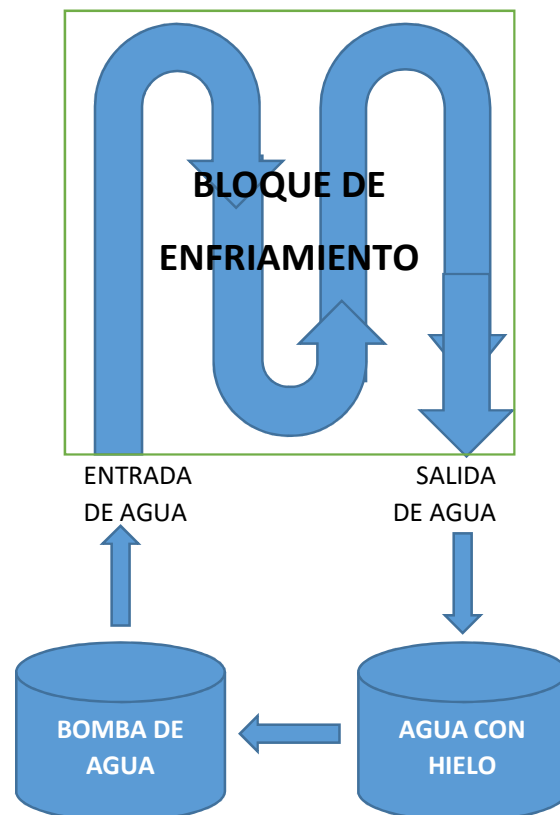 BLOQUE DE
ENFRIAMIENTO
ENTRADA
DE AGUA
SALIDA
DE AGUA
BOMBA DE
AGUA
AGUA CON
HIELO